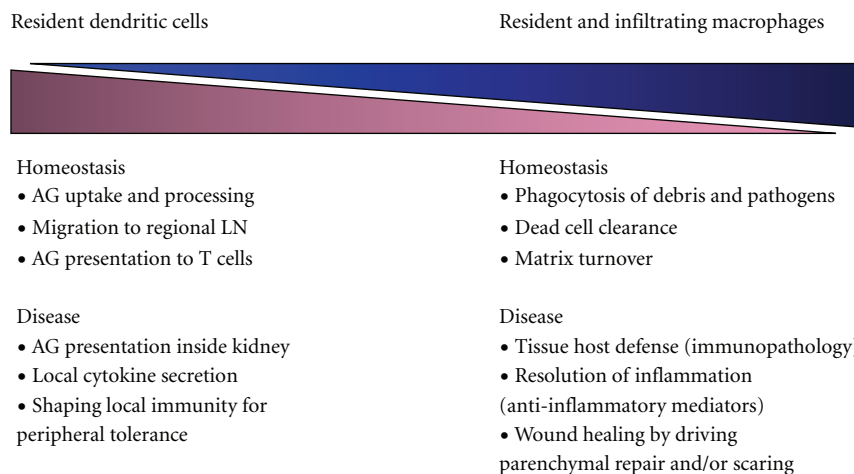 Resident dendritic cells
Resident and infiltrating macrophages
Homeostasis
• AG uptake and processing
• Migration to regional LN
• AG presentation to T cells
Disease
• AG presentation inside kidney
• Local cytokine secretion
• Shaping local immunity for
peripheral tolerance
Homeostasis
• Phagocytosis of debris and pathogens
• Dead cell clearance
• Matrix turnover
Disease
• Tissue host defense (immunopathology)
• Resolution of inflammation
(anti-inflammatory mediators)
• Wound healing by driving
parenchymal repair and/or scaring